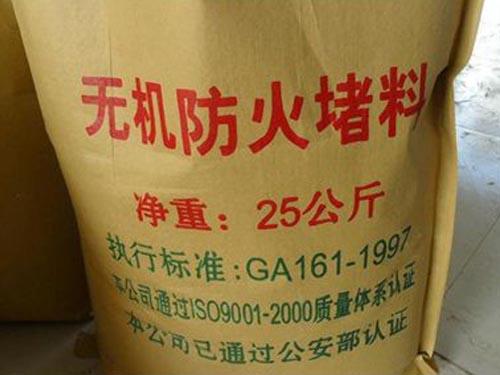 无机防火堵料
净重：25公斤
执行标准：GA161-1997
本公司通过ISO9001-2000质量体系认证
本公司已通过公安部认证